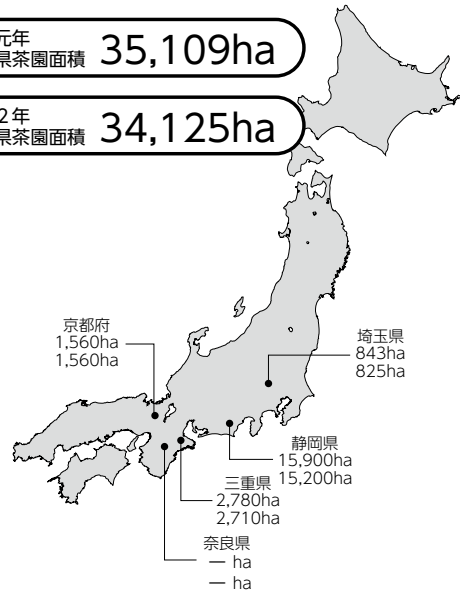 元年
県茶園面積 35,109ha
2年
県茶園面積 34,125ha
京都府
1,560ha
1,560ha
埼玉県
843ha
825ha
静岡県
15,900ha
15,200ha
三重県
2,780ha
2,710ha
奈良県
― ha
― ha